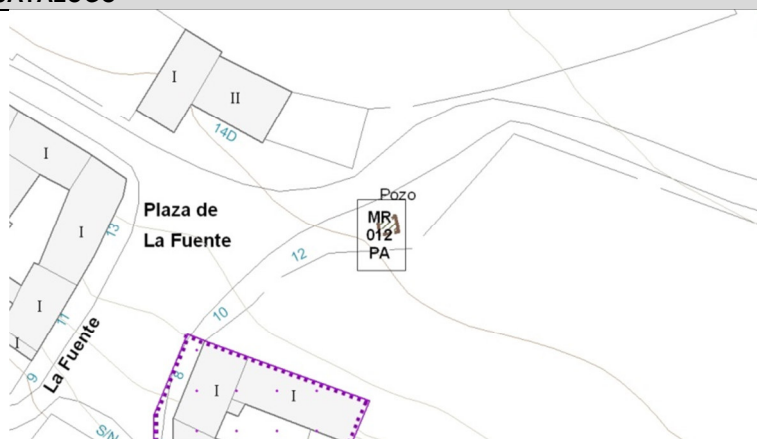 CATÁLOGO
I
II
14D
I
Pozo
MR
012
PA
Plaza de
La Fuente
I
13
12
I
11
10
I
La Fuente
9
8
I
I
S/N